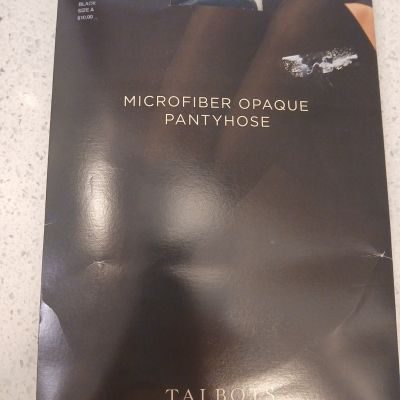 BLACK
SIZE A
$10.00
MICROFIBER OPAQUE
PANTYHOSE
TALBOTS